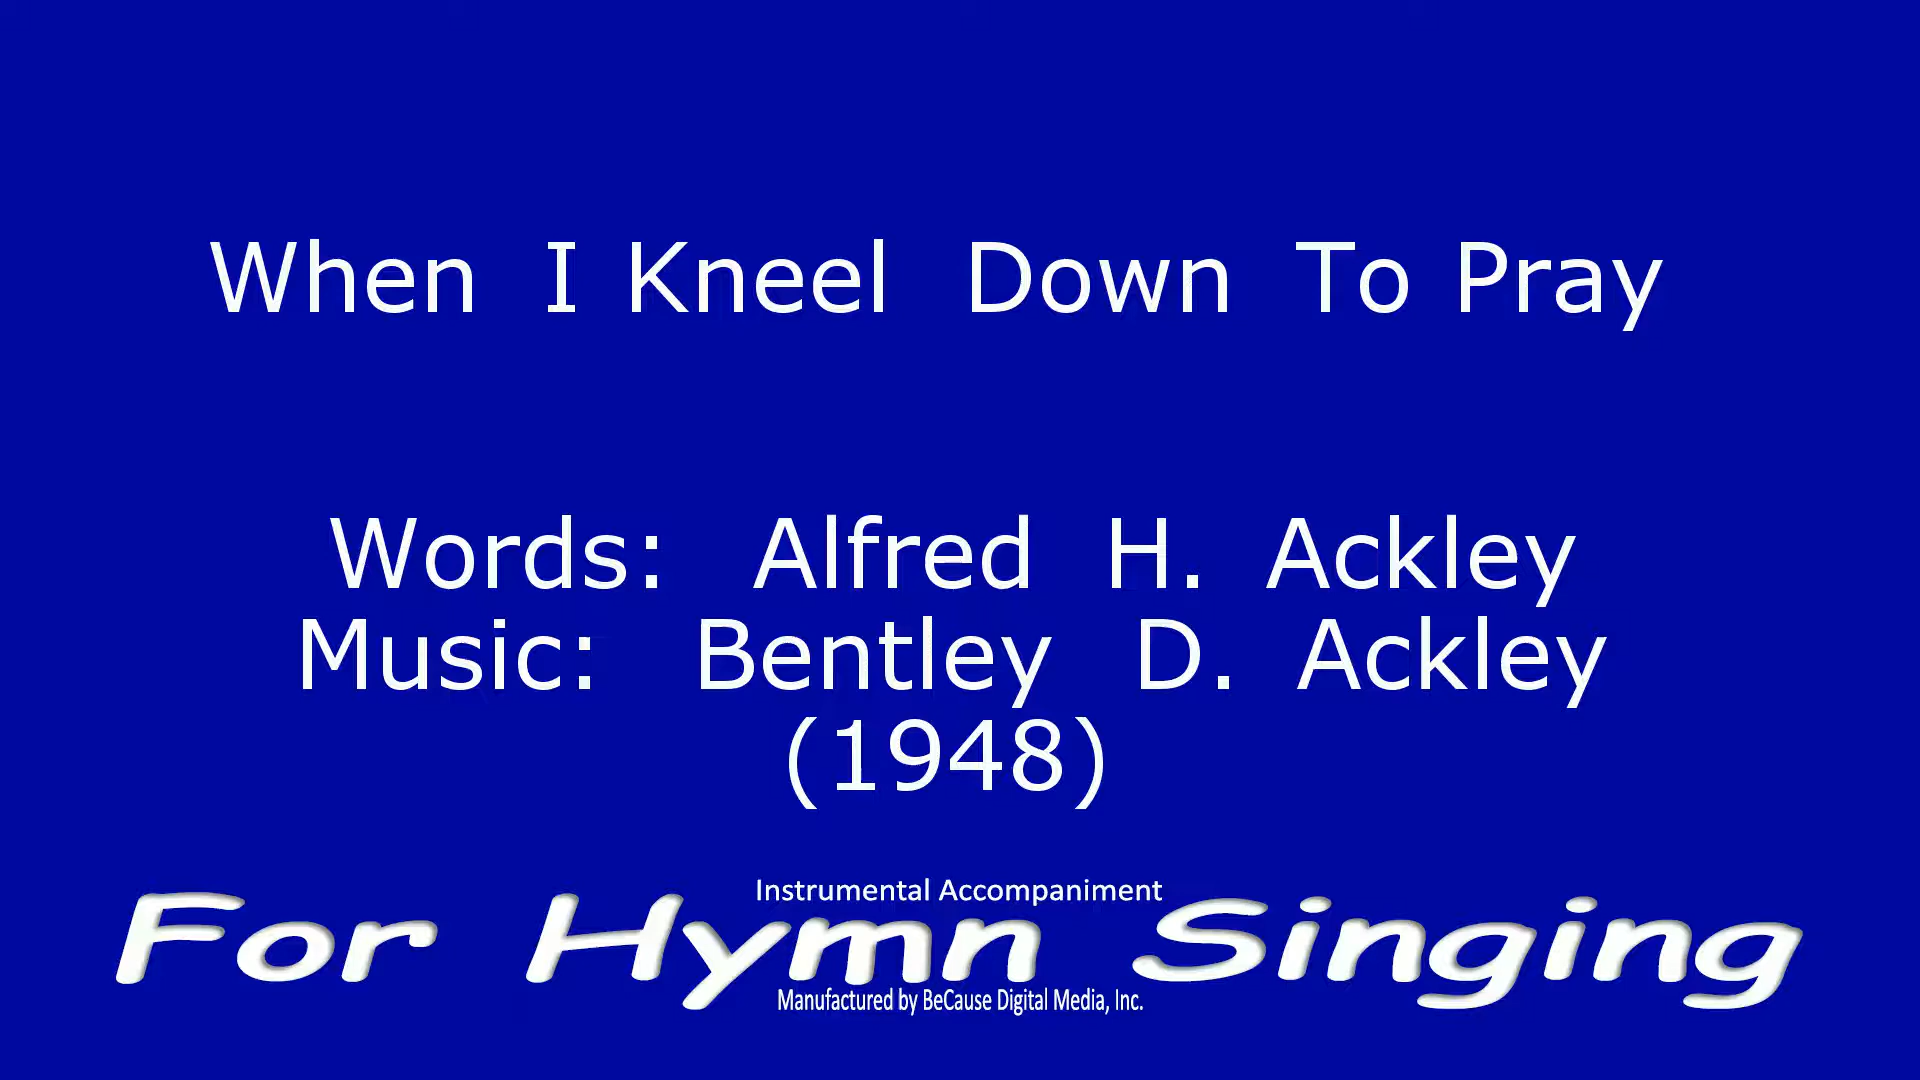 When I Kneel Down To Pray
Words: Alfred H. Ackley
Music: Bentley D. Ackley
(1948)
Instrumental Accompaniment
For Hymn Singing
Manufactured by BeCause Digital Media, Inc.